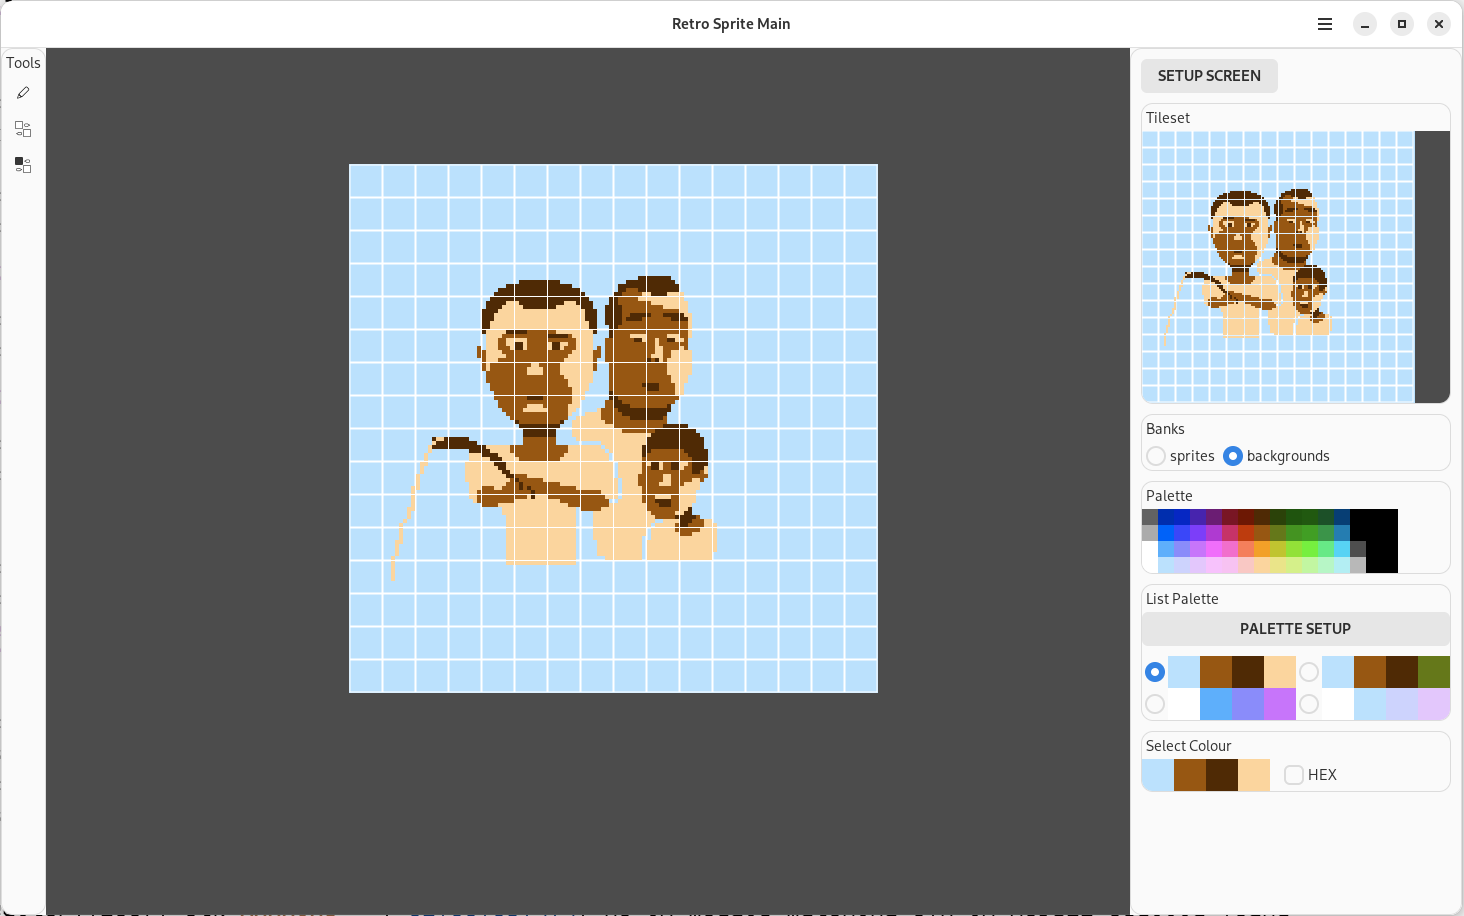 Retro Sprite Main
Tools
SETUP SCREEN
Tileset
Banks
sprites
backgrounds
Palette
List Palette
PALETTE SETUP
Select Colour
HEX